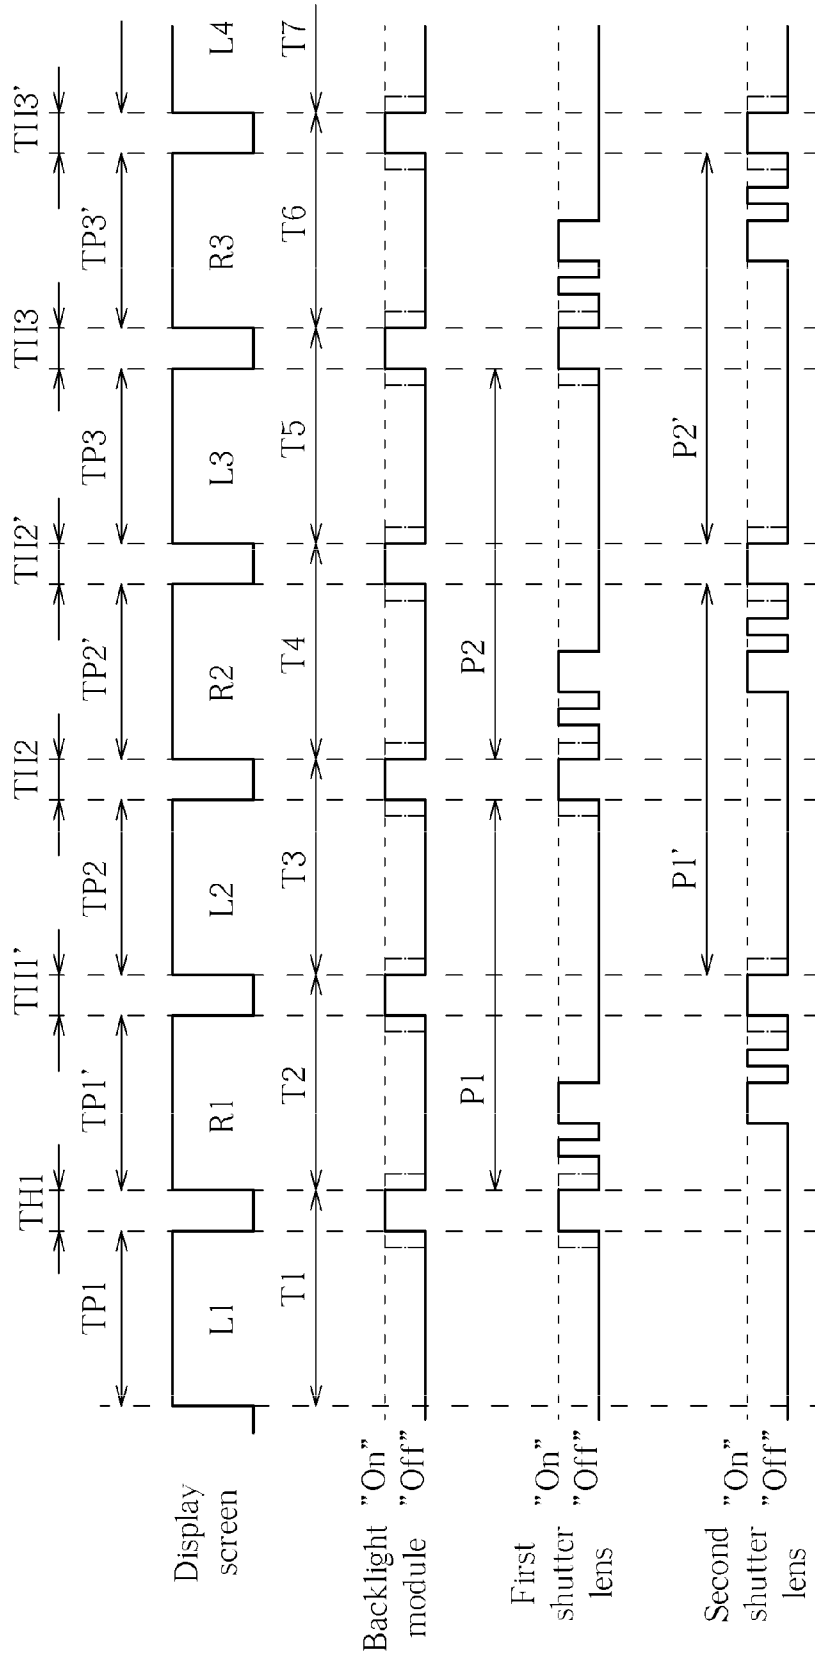 TH1 TH1' TH2 TH2' TH3 TH3'
TP1 TP1' TP2 TP2' TP3 TP3'
Display
screen
L1 R1 L2 R2 L3 R3 L4
T1 T2 T3 T4 T5 T6 T7
Backlight "On"
module "Off"
P1 P2
First
shutter "On"
lens "Off"
P1' P2'
Second
shutter "On"
lens "Off"